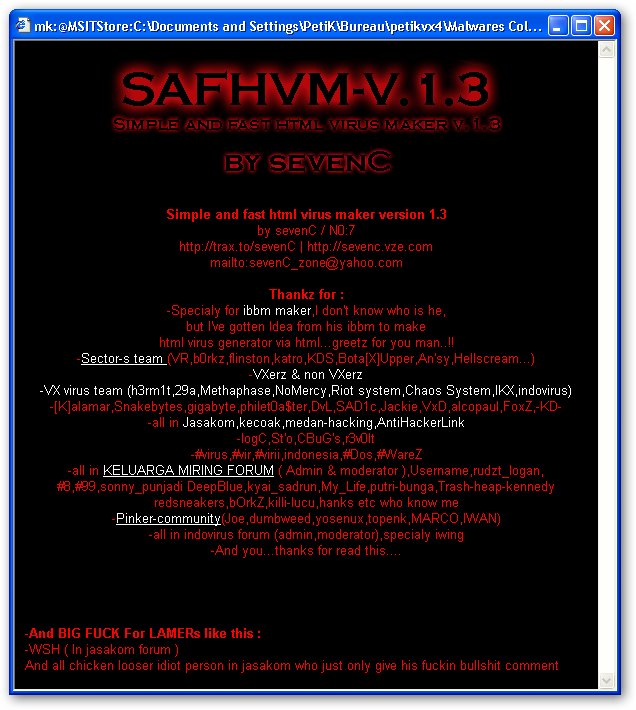 mk:@MSITStore:C:\Documents and Settings\PetiK\Bureau\petikvx4\Malwares Col...
SAFHVM-V.1.3
Simple and fast html virus maker v.1.3
by sevenC
Simple and fast html virus maker version 1.3
by sevenC / N0:7
http://trax.to/sevenC | http://sevenc.vze.com
mailto:sevenC_zone@yahoo.com
Thankz for :
-Specialy for ibbm maker,I don't know who is he,
but I've gotten Idea from his ibbm to make
html virus generator via html...greetz for you man..!!
-Sector-s team (VR,b0rkz,flinston,katro,KDS,Bota[X]Upper,An'sy,Hellscream...)
-VXerz & non VXerz
-VX virus team (h3rm1t,29a,Methaphase,NoMercy,Riot system,Chaos System,IKX,indovirus)
-[K]alamar,Snakebytes,gigabyte,philet0a$ter,DvL,SAD1c,Jackie,VxD,alcopaul,FoxZ,-KD-
-all in Jasakom,kecoak,medan-hacking,AntiHackerLink
-logC,St'o,CBuG's,r3v0lt
-#virus,#vir,#virii,indonesia,#Dos,#WareZ
-all in KELUARGA MIRING FORUM ( Admin & moderator ),Username,rudzt_logan,
#8,#99,sonny_punjadi DeepBlue,kyai_sadrun,My_Life,putri-bunga,Trash-heap-kennedy
redsneakers,bOrkZ,killi-lucu,hanks etc who know me
-Pinker-community(Joe,dumbweed,yosenux,topenk,MARCO,IWAN)
-all in indovirus forum (admin,moderator),specialy iwing
-And you...thanks for read this....
-And BIG FUCK For LAMERs like this :
-WSH ( In jasakom forum )
And all chicken looser idiot person in jasakom who just only give his fuckin bullshit comment